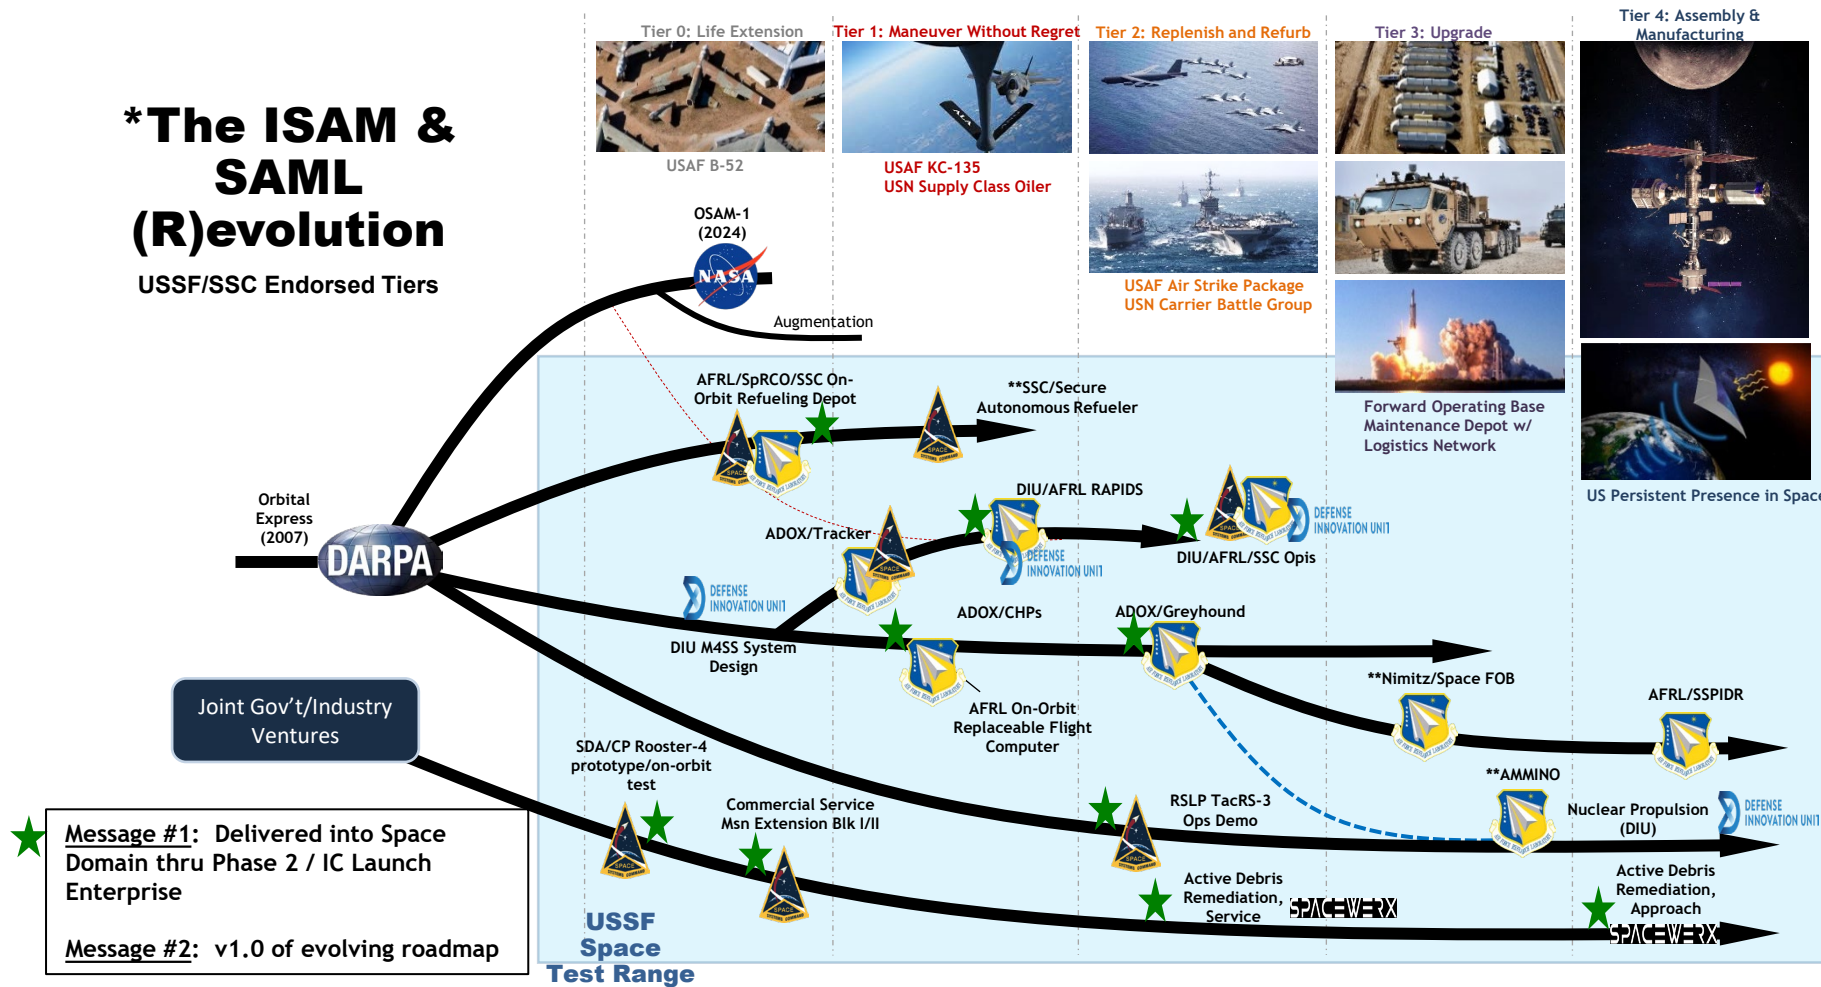 *The ISAM &
SAML
(R)evolution
USSF/SSC Endorsed Tiers
Tier 0: Life Extension
USAF B-52
Tier 1: Maneuver Without Regret
USAF KC-135
USN Supply Class Oiler
Tier 2: Replenish and Refurb
USAF Air Strike Package
USN Carrier Battle Group
Tier 3: Upgrade
Forward Operating Base
Maintenance Depot w/
Logistics Network
Tier 4: Assembly &
Manufacturing
US Persistent Presence in Space
OSAM-1
(2024)
NASA
Augmentation
AFRL/SpRCO/SSC On-
Orbit Refueling Depot
**SSC/Secure
Autonomous Refueler
Orbital
Express
(2007)
DARPA
ADOX/Tracker
DIU/AFRL RAPIDS
DEFENSE
INNOVATION UNIT
DIU/AFRL/SSC Opis
DEFENSE
INNOVATION UNIT
DEFENSE
INNOVATION UNIT
DIU M4SS System
Design
ADOX/CHPs
ADOX/Greyhound
AFRL On-Orbit
Replaceable Flight
Computer
**Nimitz/Space FOB
AFRL/SSPIDR
Joint Gov't/Industry
Ventures
SDA/CP Rooster-4
prototype/on-orbit
test
Commercial Service
Msn Extension Blk I/II
RSLP TacRS-3
Ops Demo
**AMMINO
Nuclear Propulsion
(DIU)
DEFENSE
INNOVATION UNIT
Active Debris
Remediation,
Service
SPACEWERX
Active Debris
Remediation,
Approach
SPACEWERX
Message #1: Delivered into Space
Domain thru Phase 2 / IC Launch
Enterprise
Message #2: v1.0 of evolving roadmap
USSF
Space
Test Range